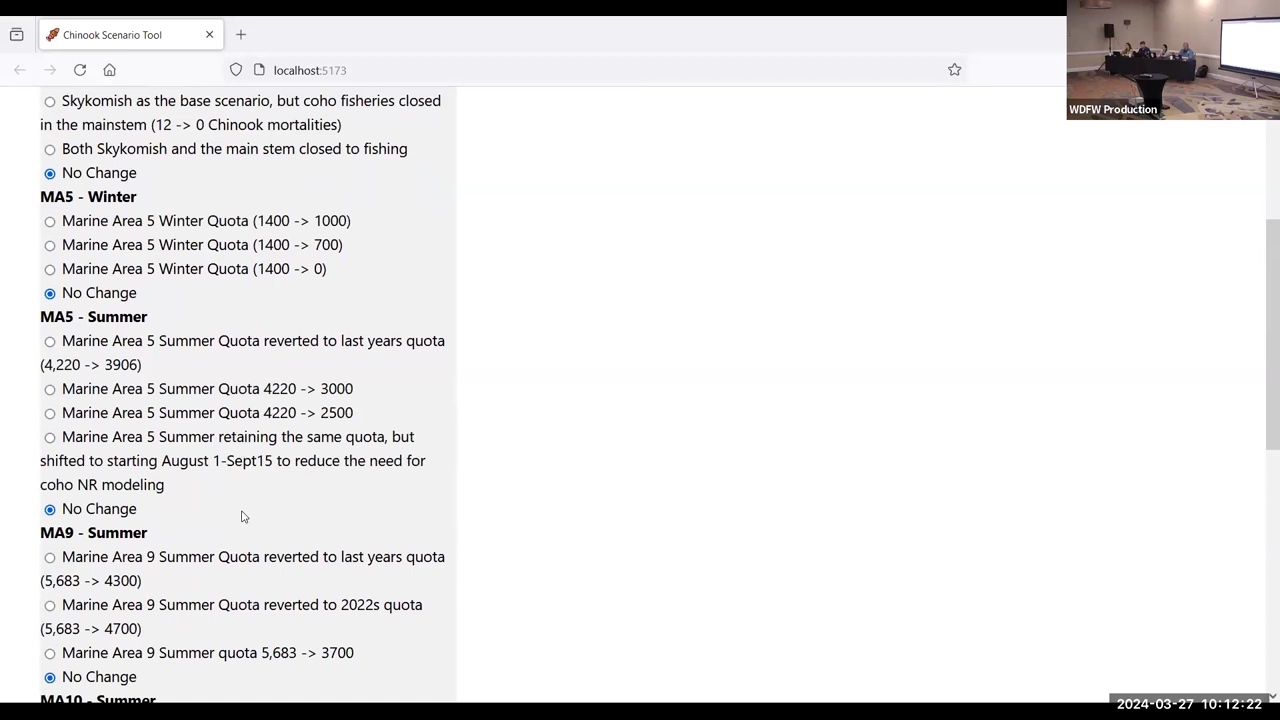 Chinook Scenario Tool
localhost:5173
WDFW Production
Skykomish as the base scenario, but coho fisheries closed
in the mainstem (12 -> 0 Chinook mortalities)
Both Skykomish and the main stem closed to fishing
No Change
MA5 - Winter
Marine Area 5 Winter Quota (1400 -> 1000)
Marine Area 5 Winter Quota (1400 -> 700)
Marine Area 5 Winter Quota (1400 -> 0)
No Change
MA5 - Summer
Marine Area 5 Summer Quota reverted to last years quota
(4,220 -> 3906)
Marine Area 5 Summer Quota 4220 -> 3000
Marine Area 5 Summer Quota 4220 -> 2500
Marine Area 5 Summer retaining the same quota, but
shifted to starting August 1-Sept15 to reduce the need for
coho NR modeling
No Change
MA9 - Summer
Marine Area 9 Summer Quota reverted to last years quota
(5,683 -> 4300)
Marine Area 9 Summer Quota reverted to 2022s quota
(5,683 -> 4700)
Marine Area 9 Summer quota 5,683 -> 3700
No Change
MA10 - Summer
2024-03-27 10:12:22